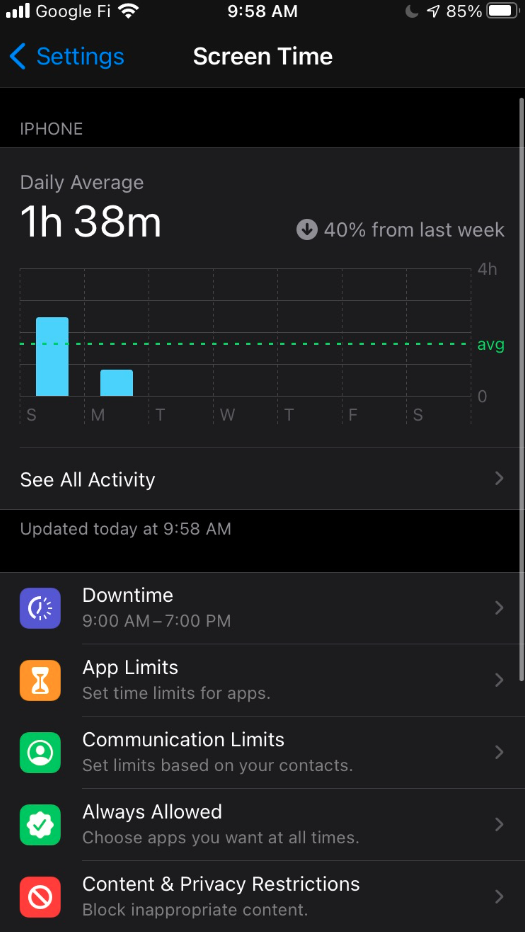 Google Fi 9:58 AM 85%
Settings Screen Time
IPHONE
Daily Average
1h 38m
40% from last week
4h
avg
0
S M T W T F S
See All Activity
Updated today at 9:58 AM
Downtime
9:00 AM–7:00 PM
App Limits
Set time limits for apps.
Communication Limits
Set limits based on your contacts.
Always Allowed
Choose apps you want at all times.
Content & Privacy Restrictions
Block inappropriate content.